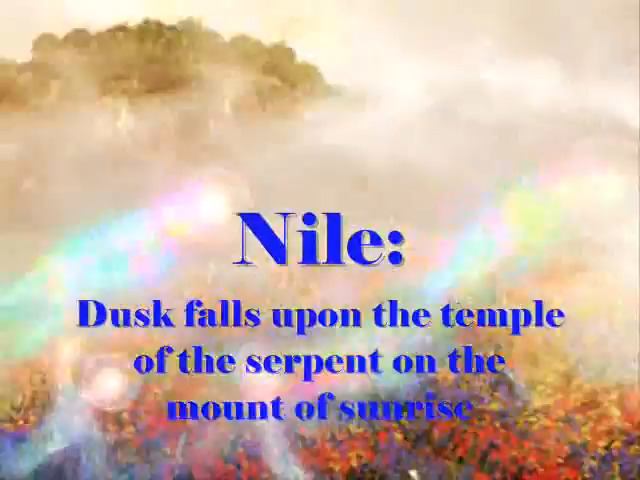 Nile:
Dusk falls upon the temple
of the serpent on the
mount of sunrise